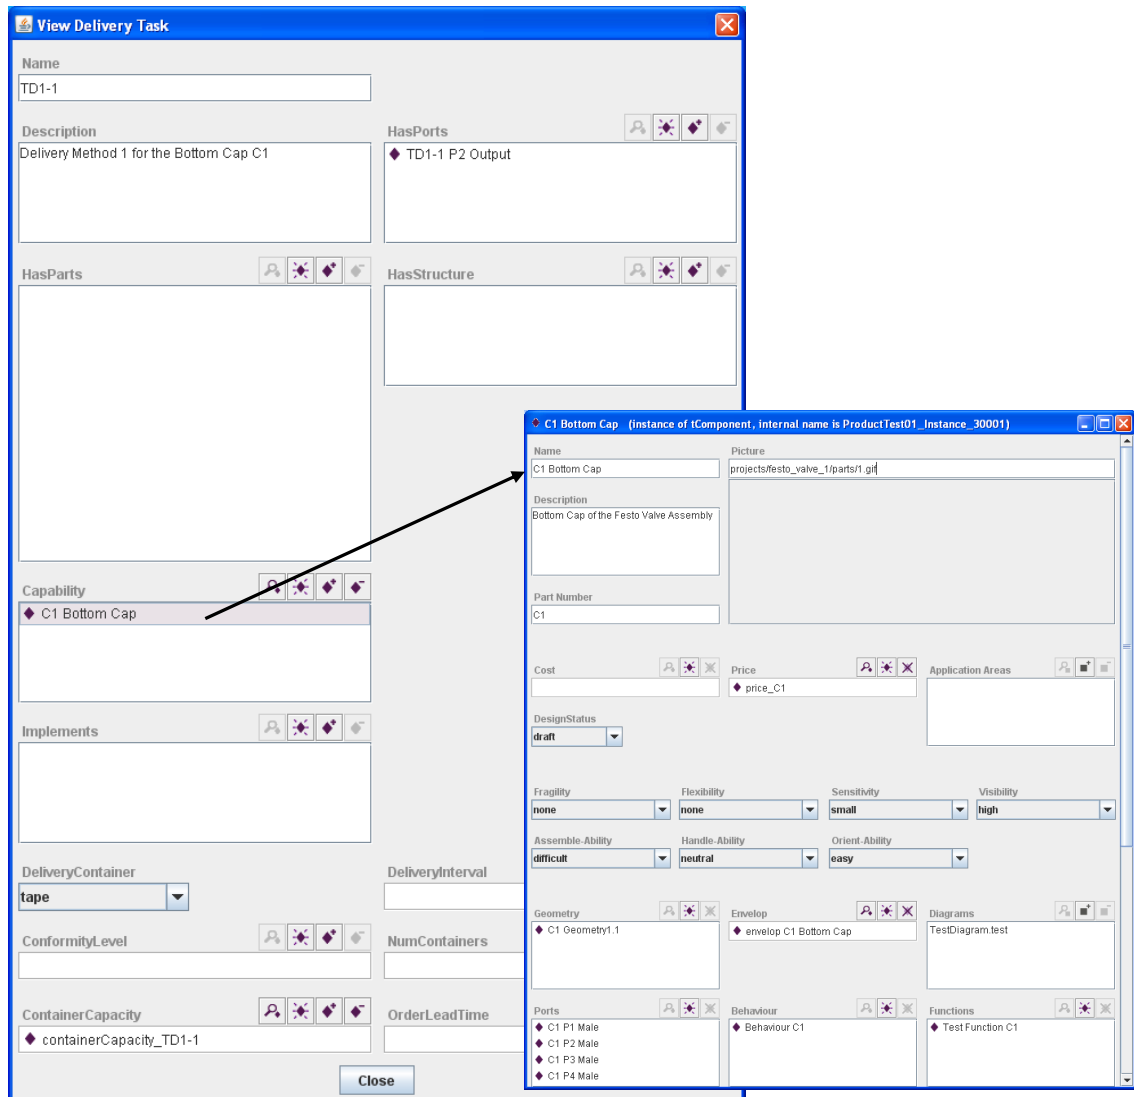 View Delivery Task
Name
TD1-1
Description
Delivery Method 1 for the Bottom Cap C1
HasPorts
TD1-1 P2 Output
HasParts
HasStructure
Capability
C1 Bottom Cap
Implements
DeliveryContainer
tape
DeliveryInterval
ConformityLevel
NumContainers
ContainerCapacity
containerCapacity_TD1-1
OrderLeadTime
Close
C1 Bottom Cap (instance of tComponent, internal name is ProductTest01_Instance_30001)
Name
C1 Bottom Cap
Picture
projects/festo_valve_1/parts/1.gif
Description
Bottom Cap of the Festo Valve Assembly
Part Number
C1
Cost
Price
price_C1
Application Areas
DesignStatus
draft
Fragility
none
Flexibility
none
Sensitivity
small
Visibility
high
Assemble-Ability
difficult
Handle-Ability
neutral
Orient-Ability
easy
Geometry
C1 Geometry1.1
Envelop
envelop C1 Bottom Cap
Diagrams
TestDiagram.test
Ports
C1 P1 Male
C1 P2 Male
C1 P3 Male
C1 P4 Male
Behaviour
Behaviour C1
Functions
Test Function C1